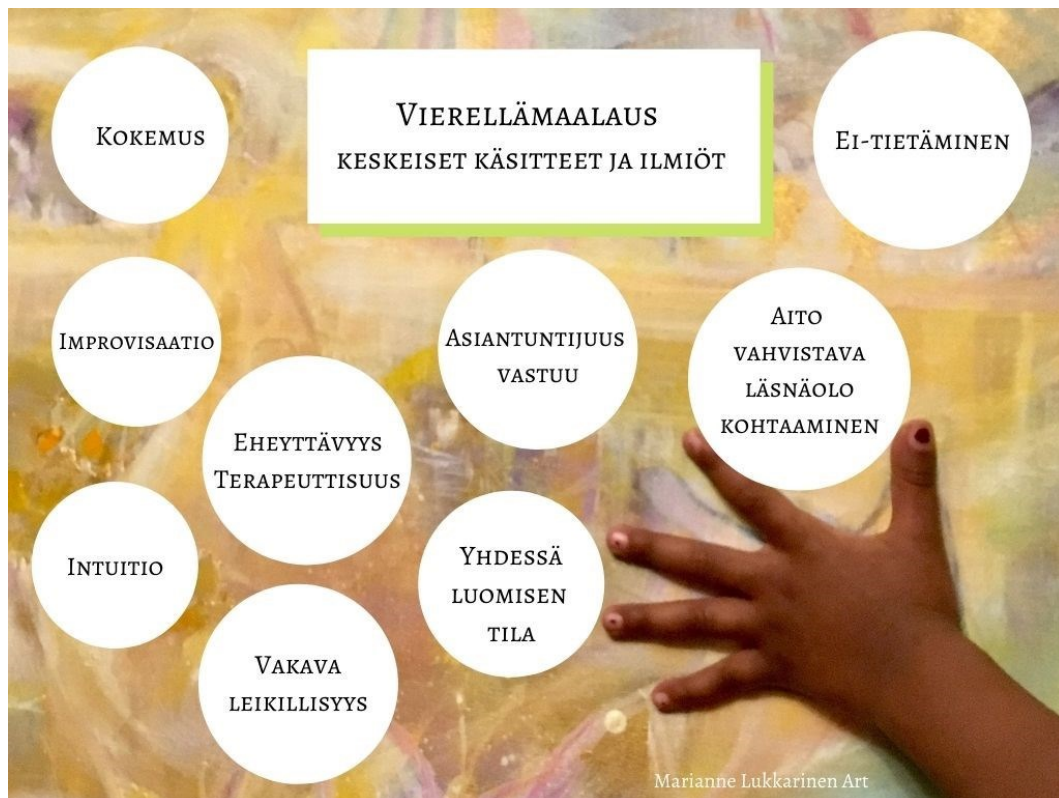 Vierellämaalaus
keskeiset käsitteet ja ilmiöt
Kokemus
Ei-tietäminen
Improvisaatio
Asiantuntijuus
vastuu
Aito
vahvistava
läsnäolo
kohtaaminen
Eheyttävyys
Terapeuttisuus
Intuitio
Yhdessä
luomisen
tila
Vakava
leikillisyys
Marianne Lukkarinen Art